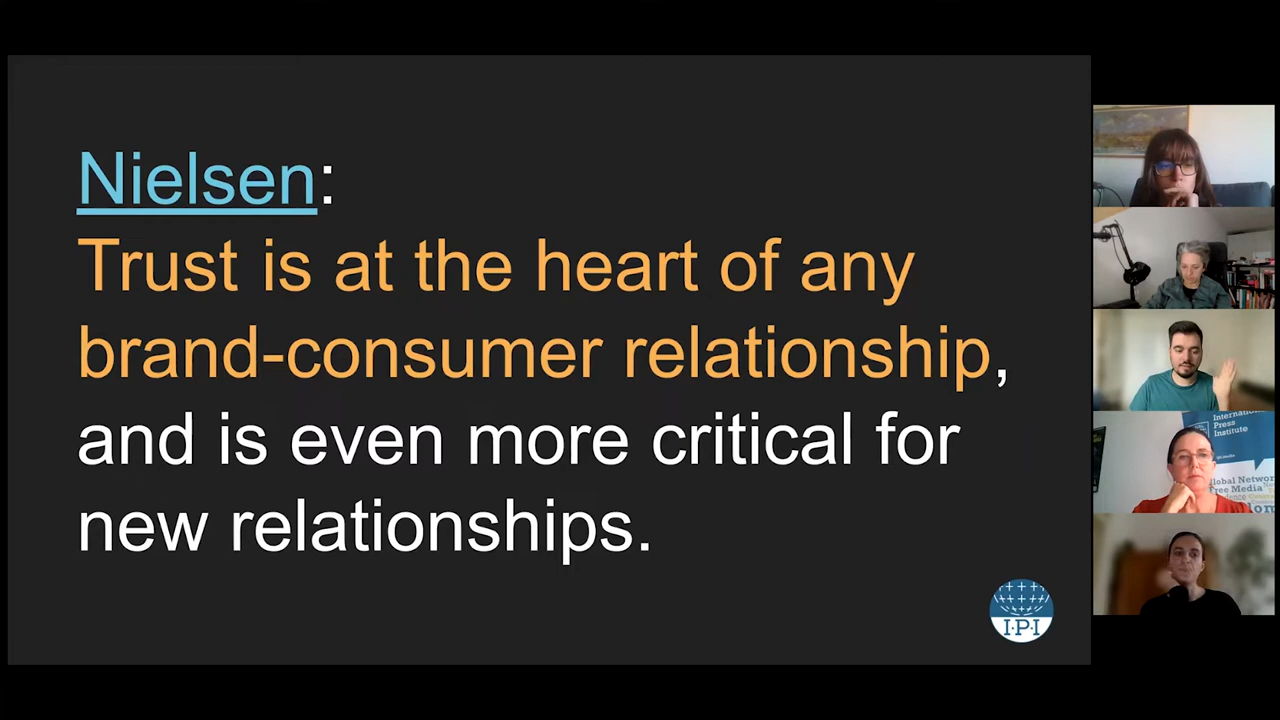 Nielsen:
Trust is at the heart of any
brand-consumer relationship,
and is even more critical for
new relationships.
I·P·I
International
Press
Institute
Global Networ
Free Media